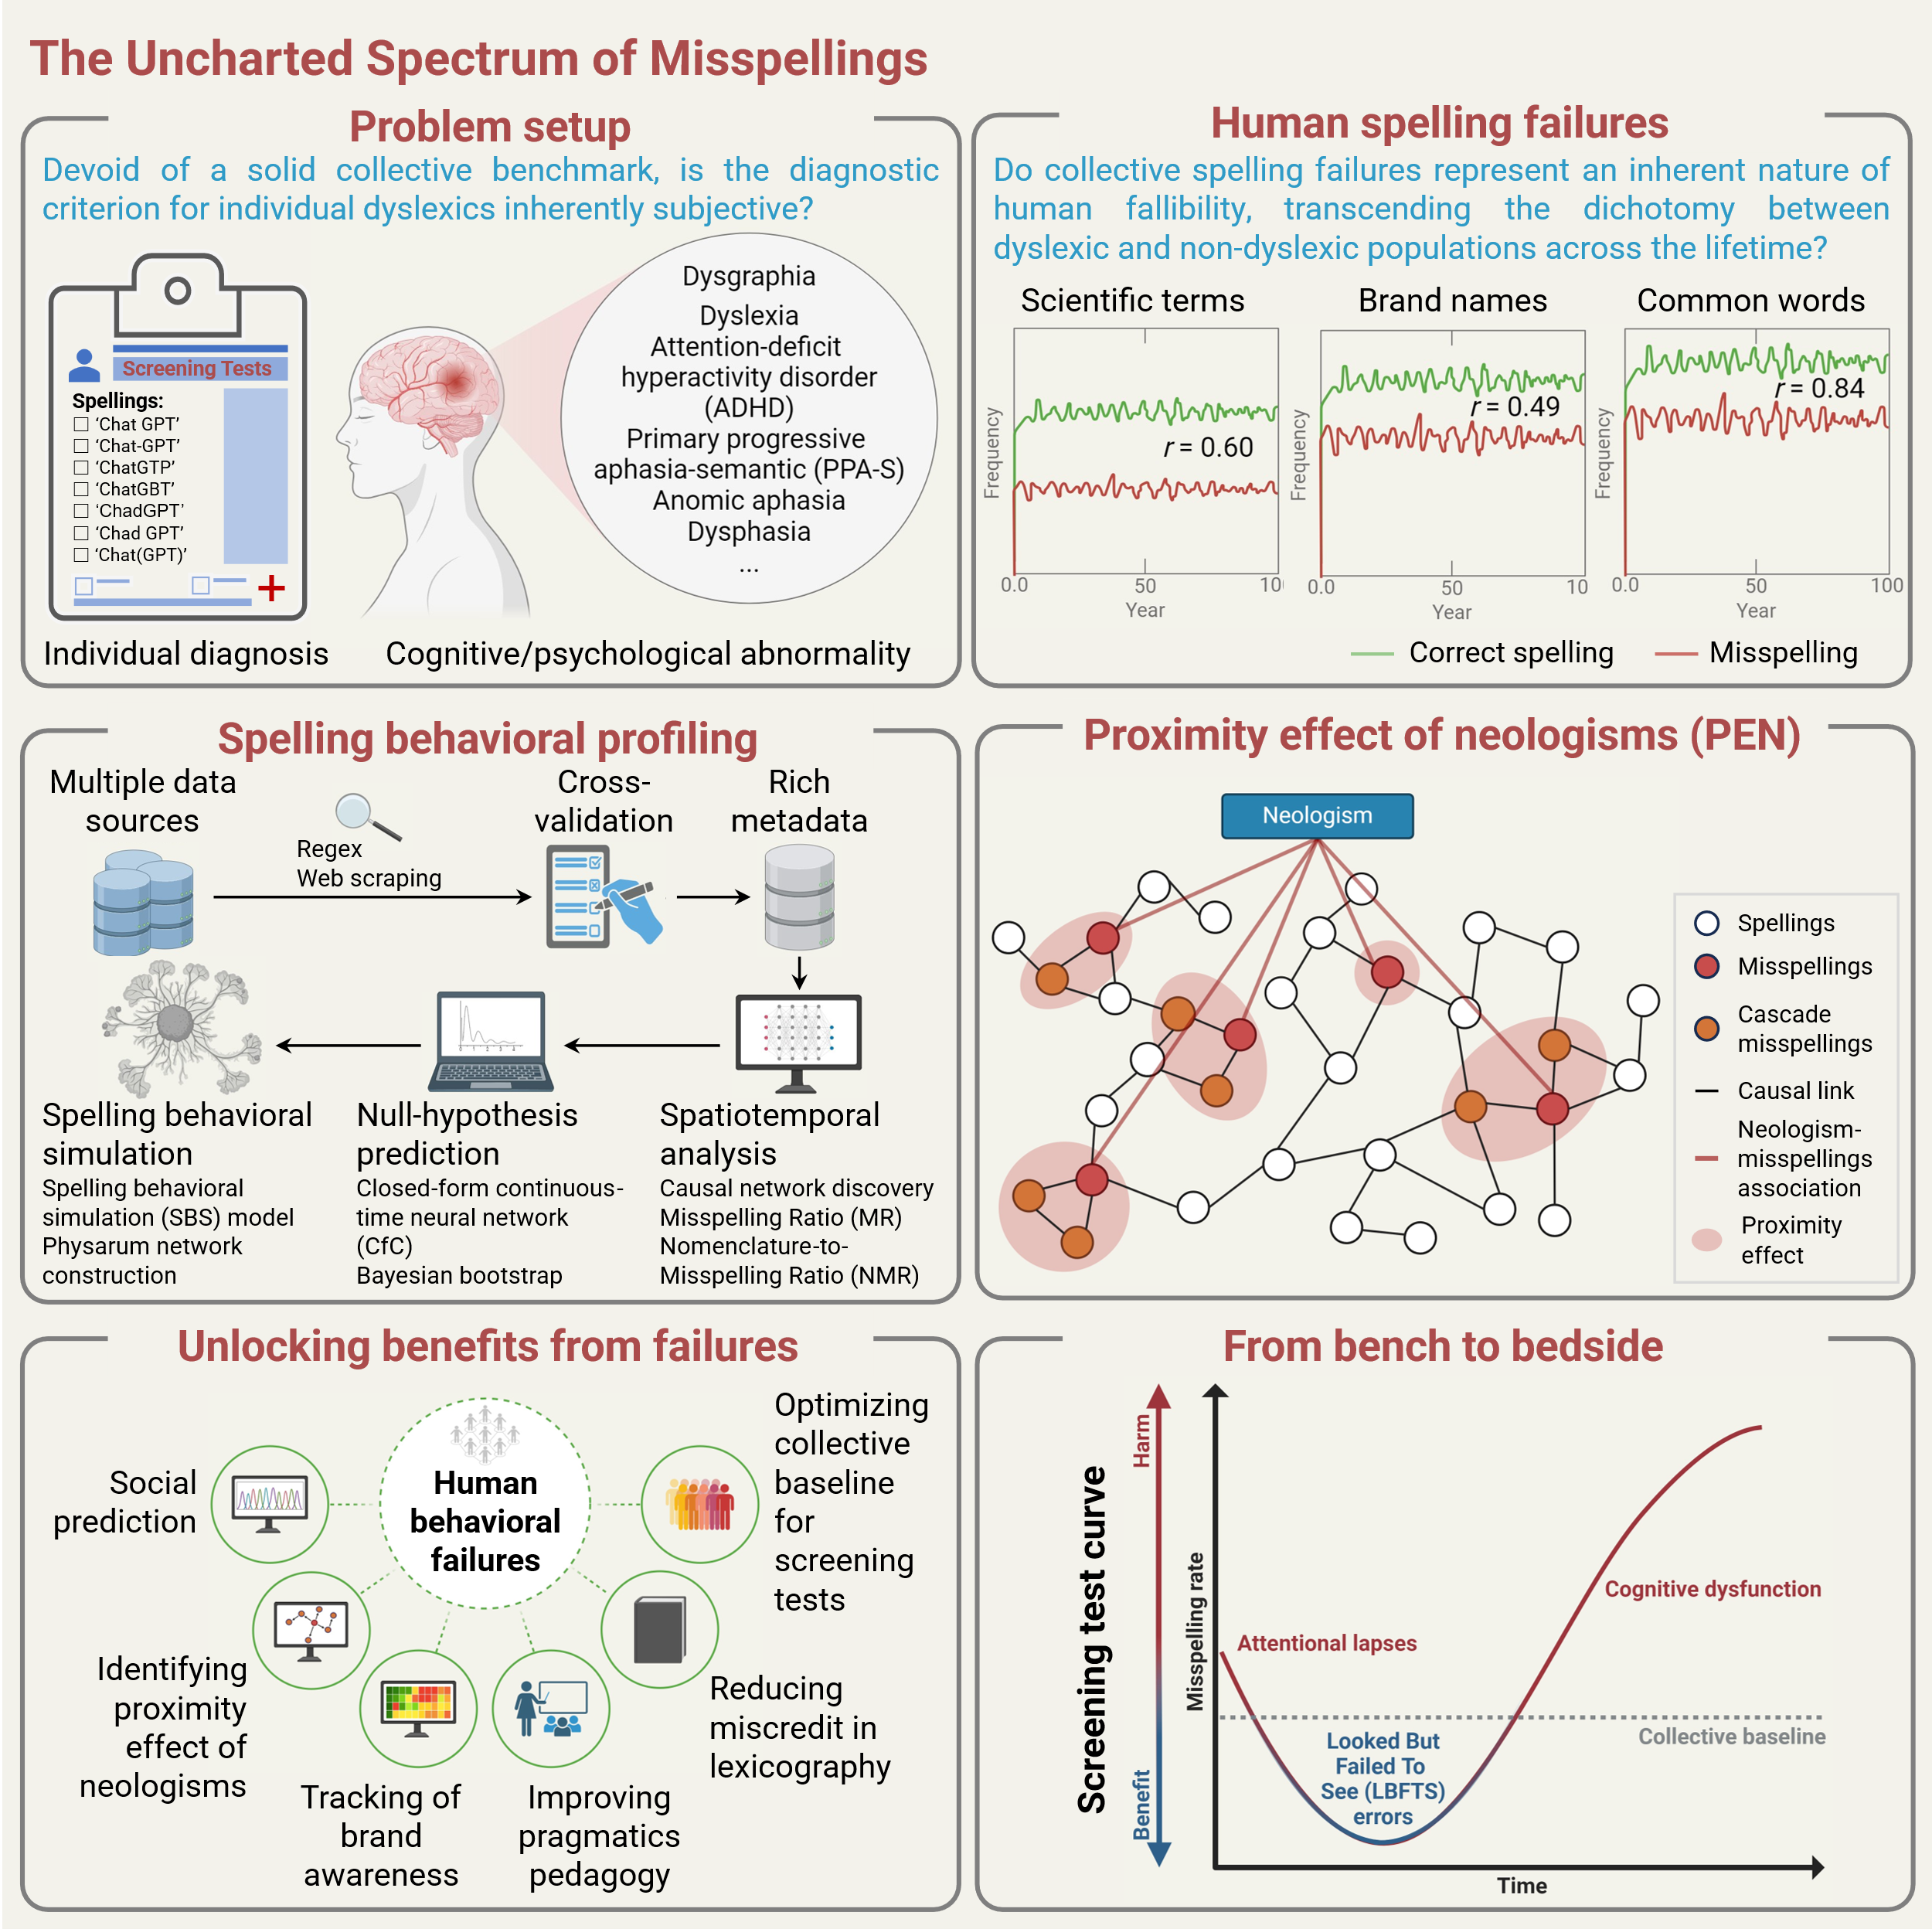 The Uncharted Spectrum of Misspellings
Problem setup
Devoid of a solid collective benchmark, is the diagnostic
criterion for individual dyslexics inherently subjective?
Screening Tests
Spellings:
‘Chat GPT’
‘Chat-GPT’
‘ChatGTP’
‘ChatGBT’
‘ChadGPT’
‘Chad GPT’
‘Chat(GPT)’
Individual diagnosis
Dysgraphia
Dyslexia
Attention-deficit
hyperactivity disorder
(ADHD)
Primary progressive
aphasia-semantic (PPA-S)
Anomic aphasia
Dysphasia
...
Cognitive/psychological abnormality
Human spelling failures
Do collective spelling failures represent an inherent nature of
human fallibility, transcending the dichotomy between
dyslexic and non-dyslexic populations across the lifetime?
Scientific terms
Frequency
r = 0.60
0.0 50 10
Year
Brand names
Frequency
r = 0.49
0.0 50 10
Year
Common words
Frequency
r = 0.84
0.0 50 100
Year
Correct spelling
Misspelling
Spelling behavioral profiling
Multiple data
sources
Regex
Web scraping
Cross-
validation
Rich
metadata
Spelling behavioral
simulation
Spelling behavioral
simulation (SBS) model
Physarum network
construction
Null-hypothesis
prediction
Closed-form continuous-
time neural network
(CfC)
Bayesian bootstrap
Spatiotemporal
analysis
Causal network discovery
Misspelling Ratio (MR)
Nomenclature-to-
Misspelling Ratio (NMR)
Proximity effect of neologisms (PEN)
Neologism
Spellings
Misspellings
Cascade
misspellings
Causal link
Neologism-
misspellings
association
Proximity
effect
Unlocking benefits from failures
Human
behavioral
failures
Social
prediction
Identifying
proximity
effect of
neologisms
Tracking of
brand
awareness
Improving
pragmatics
pedagogy
Reducing
miscredit in
lexicography
Optimizing
collective
baseline
for
screening
tests
From bench to bedside
Screening test curve
Harm
Benefit
Misspelling rate
Attentional lapses
Cognitive dysfunction
Collective baseline
Looked But
Failed To
See (LBFTS)
errors
Time